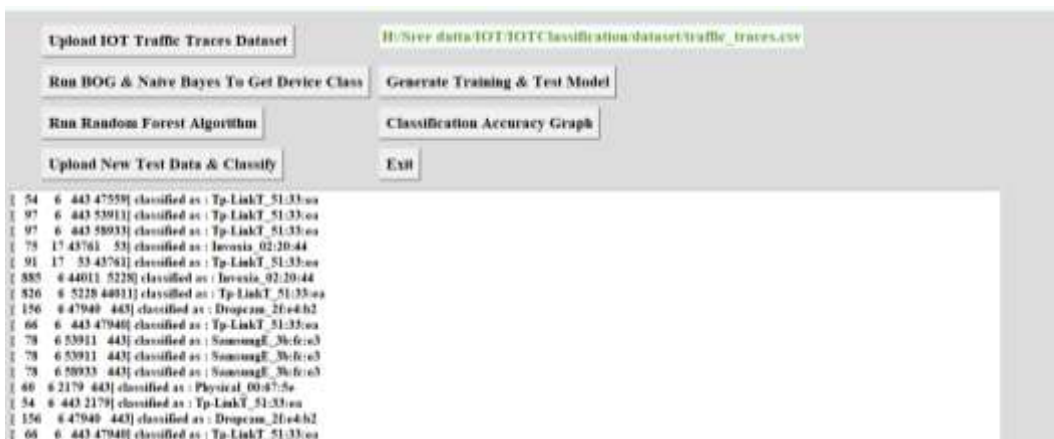 Upload IOT Traffic Traces Dataset
H:/Sree datta/IOT/IOTClassification/dataset/traffic_traces.csv
Run BOG & Naive Bayes To Get Device Class
Generate Training & Test Model
Run Random Forest Algorithm
Classification Accuracy Graph
Upload New Test Data & Classify
Exit
[ 54 6 443 47559] classified as : Tp-LinkT_51:33:ea
[ 97 6 443 53911] classified as : Tp-LinkT_51:33:ea
[ 97 6 443 58933] classified as : Tp-LinkT_51:33:ea
[ 75 17 43761 53] classified as : Invoxia_02:20:44
[ 91 17 53 43761] classified as : Tp-LinkT_51:33:ea
[ 885 6 44011 5228] classified as : Invoxia_02:20:44
[ 826 6 5228 44011] classified as : Tp-LinkT_51:33:ea
[ 156 6 47940 443] classified as : Dropcam_2f:e4:b2
[ 66 6 443 47940] classified as : Tp-LinkT_51:33:ea
[ 78 6 53911 443] classified as : SamsungE_3b:fc:e3
[ 78 6 53911 443] classified as : SamsungE_3b:fc:e3
[ 78 6 58933 443] classified as : SamsungE_3b:fc:e3
[ 60 6 2179 443] classified as : Physical_00:67:5e
[ 54 6 443 2179] classified as : Tp-LinkT_51:33:ea
[ 156 6 47940 443] classified as : Dropcam_2f:e4:b2
[ 66 6 443 47940] classified as : Tp-LinkT_51:33:ea